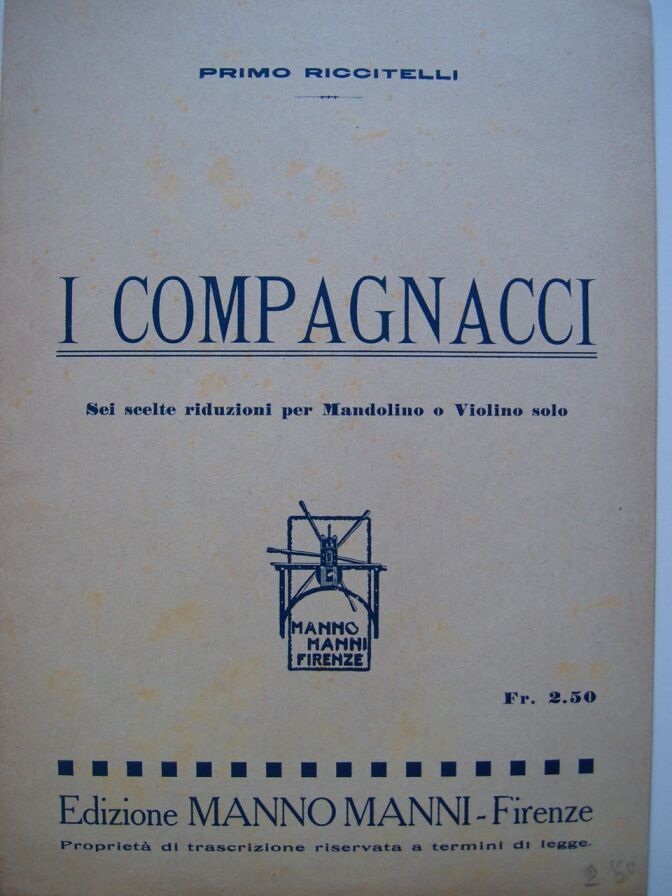 PRIMO RICCITELLI
I COMPAGNACCI
Sei scelte riduzioni per Mandolino o Violino solo
MANNO
MANNI
FIRENZE
Fr. 2.50
Edizione MANNO MANNI - Firenze
Proprietà di trascrizione riservata a termini di legge.